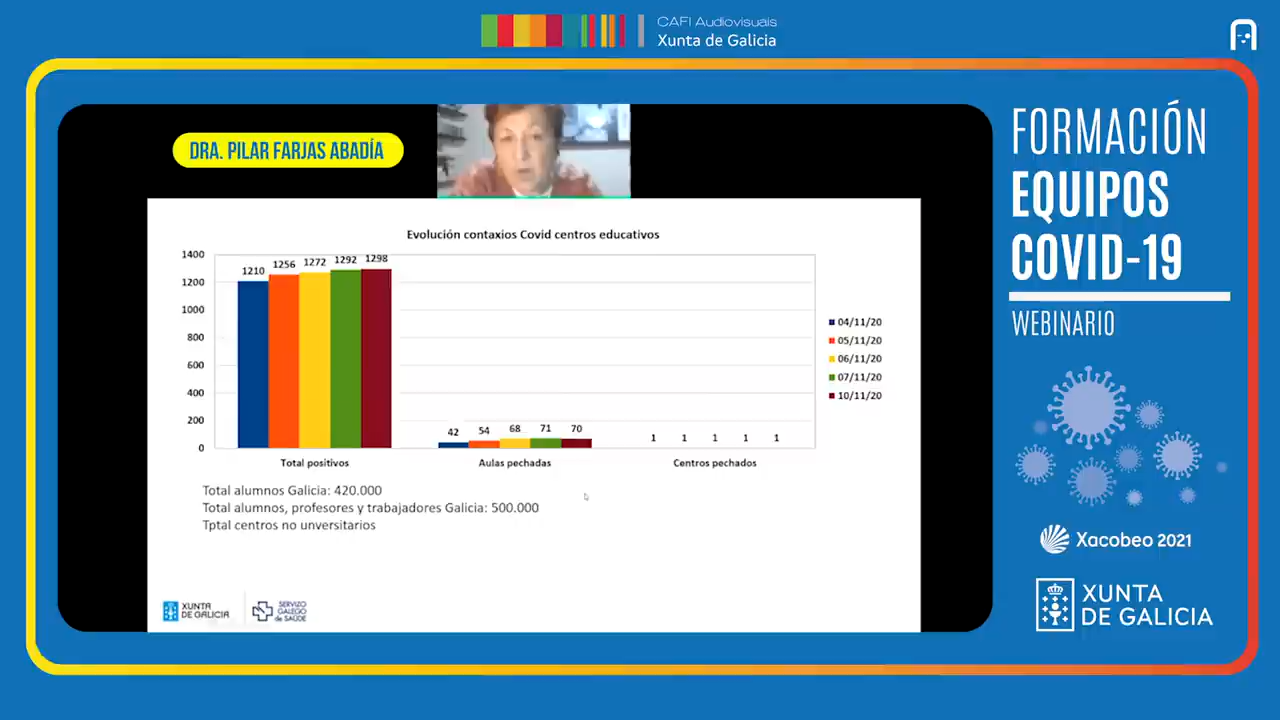 CAFI Audiovisuais
Xunta de Galicia
DRA. PILAR FARJAS ABADÍA
FORMACIÓN
EQUIPOS
COVID-19
WEBINARIO
Evolución contaxios Covid centros educativos
1400
1200
1000
800
600
400
200
0
1210
1256
1272
1292
1298
42
54
68
71
70
1
1
1
1
1
Total positivos
Aulas pechadas
Centros pechados
04/11/20
05/11/20
06/11/20
07/11/20
10/11/20
Total alumnos Galicia: 420.000
Total alumnos, profesores y trabajadores Galicia: 500.000
Tptal centros no unversitarios
XUNTA
DE GALICIA
SERVIZO
GALEGO
de SAÚDE
Xacobeo 2021
XUNTA
DE GALICIA